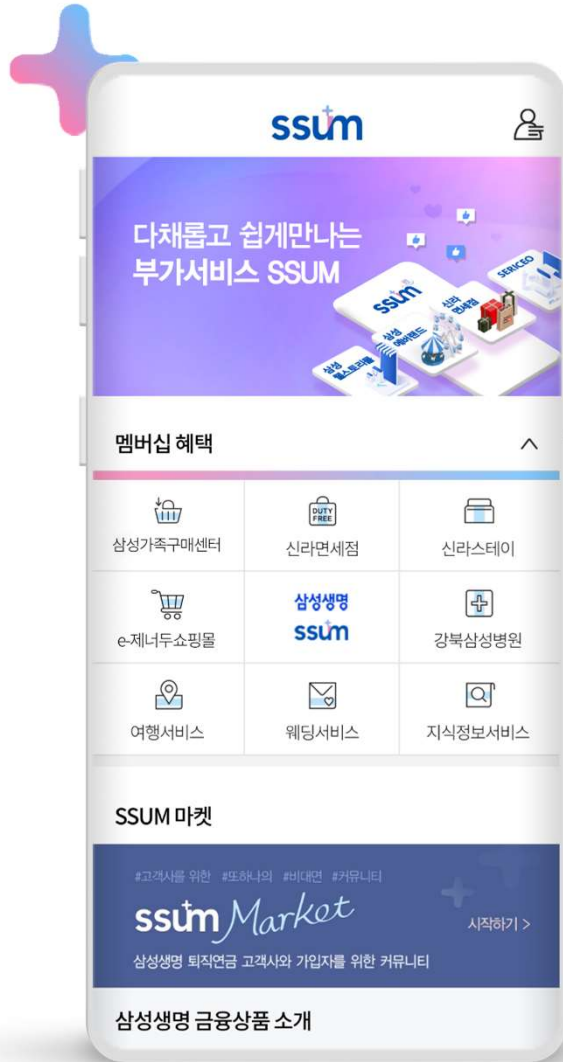 ssum
다채롭고 쉽게만나는
부가서비스 SSUM
SERICEO
ssum
신라
면세점
삼성
에버랜드
삼성
헬스트리움
멤버십 혜택
삼성가족구매센터
DUTY
FREE
신라면세점
신라스테이
e-제너두쇼핑몰
삼성생명
ssum
강북삼성병원
여행서비스
웨딩서비스
지식정보서비스
SSUM 마켓
#고객사를 위한 #또하나의 #비대면 #커뮤니티
ssum Market
시작하기 >
삼성생명 퇴직연금 고객사와 가입자를 위한 커뮤니티
삼성생명 금융상품 소개